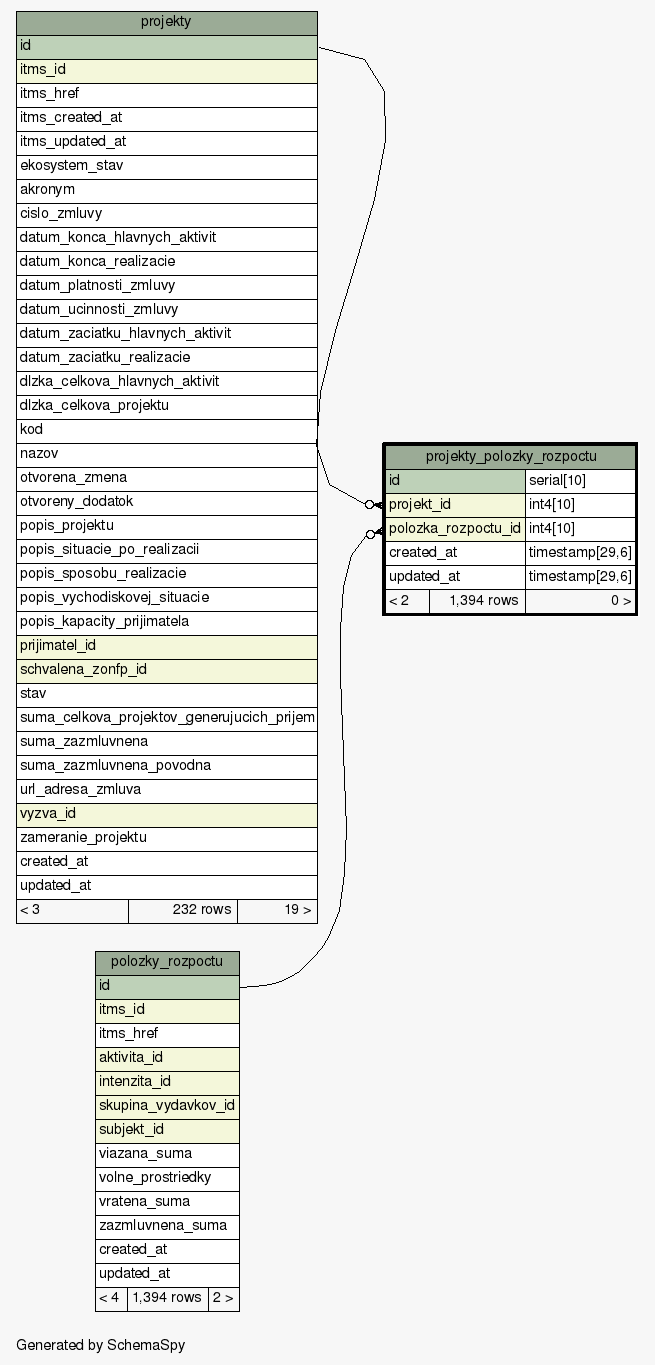 projekty
id
itms_id
itms_href
itms_created_at
itms_updated_at
ekosystem_stav
akronym
cislo_zmluvy
datum_konca_hlavnych_aktivit
datum_konca_realizacie
datum_platnosti_zmluvy
datum_ucinnosti_zmluvy
datum_zaciatku_hlavnych_aktivit
datum_zaciatku_realizacie
dlzka_celkova_hlavnych_aktivit
dlzka_celkova_projektu
kod
nazov
otvorena_zmena
otvoreny_dodatok
popis_projektu
popis_situacie_po_realizacii
popis_sposobu_realizacie
popis_vychodiskovej_situacie
popis_kapacity_prijimatela
prijimatel_id
schvalena_zonfp_id
stav
suma_celkova_projektov_generujucich_prijem
suma_zazmluvnena
suma_zazmluvnena_povodna
url_adresa_zmluva
vyzva_id
zameranie_projektu
created_at
updated_at
< 3 232 rows 19 >
projekty_polozky_rozpoctu
id serial[10]
projekt_id int4[10]
polozka_rozpoctu_id int4[10]
created_at timestamp[29,6]
updated_at timestamp[29,6]
< 2 1,394 rows 0 >
polozky_rozpoctu
id
itms_id
itms_href
aktivita_id
intenzita_id
skupina_vydavkov_id
subjekt_id
viazana_suma
volne_prostriedky
vratena_suma
zazmluvnena_suma
created_at
updated_at
< 4 1,394 rows 2 >
Generated by SchemaSpy